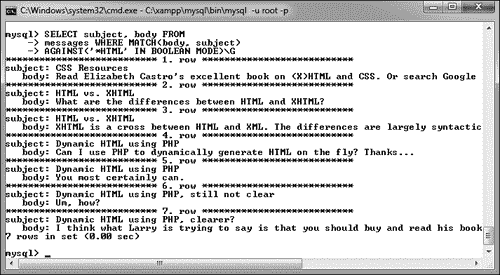 C:\Windows\system32\cmd.exe - C:\xampp\mysql\bin\mysql -u root -p
mysql> SELECT subject, body FROM
    -> messages WHERE MATCH(body, subject)
    -> AGAINST('*HTML' IN BOOLEAN MODE)\G
*************************** 1. row ***************************
subject: CSS Resources
   body: Read Elizabeth Castro's excellent book on (X)HTML and CSS. Or search Google
*************************** 2. row ***************************
subject: HTML vs. XHTML
   body: What are the differences between HTML and XHTML?
*************************** 3. row ***************************
subject: HTML vs. XHTML
   body: XHTML is a cross between HTML and XML. The differences are largely syntactic
*************************** 4. row ***************************
subject: Dynamic HTML using PHP
   body: Can I use PHP to dynamically generate HTML on the fly? Thanks...
*************************** 5. row ***************************
subject: Dynamic HTML using PHP
   body: You most certainly can.
*************************** 6. row ***************************
subject: Dynamic HTML using PHP, still not clear
   body: Um, how?
*************************** 7. row ***************************
subject: Dynamic HTML using PHP, clearer?
   body: I think what Larry is trying to say is that you should buy and read his book
7 rows in set (0.00 sec)
mysql> _